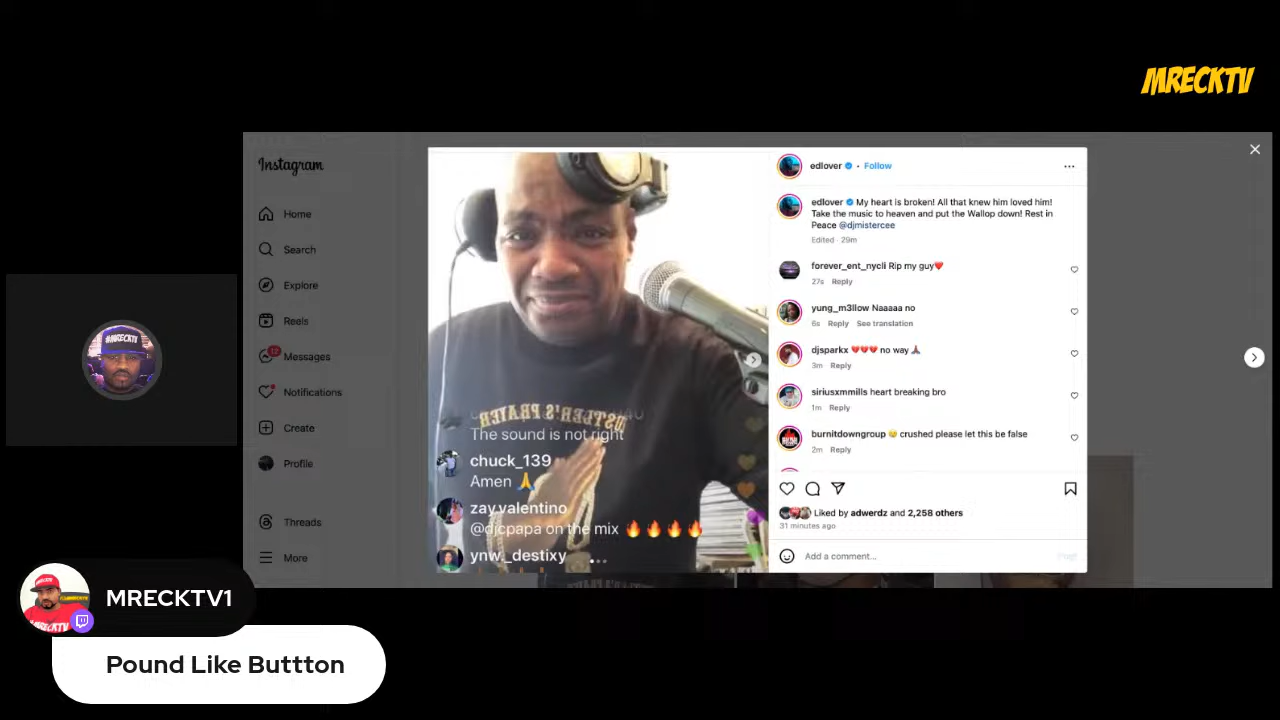 MRECKTV
Instagram
Home
Search
Explore
Reels
12
Messages
Notifications
Create
Profile
Threads
More
The sound is not right
chuck_139
Amen 🙏
zay.valentino
@djcpapa on the mix 🔥🔥🔥🔥
ynw._destixy
edlover • Follow
edlover My heart is broken! All that knew him loved him!
Take the music to heaven and put the Wallop down! Rest in
Peace @djmistercee
Edited · 29m
forever_ent_nycli Rip my guy❤️
27s Reply
yung_m3llow Naaaaa no
6s Reply See translation
djsparkx 💔💔💔 no way 🙏🏾
3m Reply
siriusxmmills heart breaking bro
1m Reply
burnitdowngroup 😢 crushed please let this be false
2m Reply
Liked by adwerdz and 2,258 others
31 minutes ago
Add a comment...
Post
#MRECKTV
MRECKTV1
Pound Like Buttton